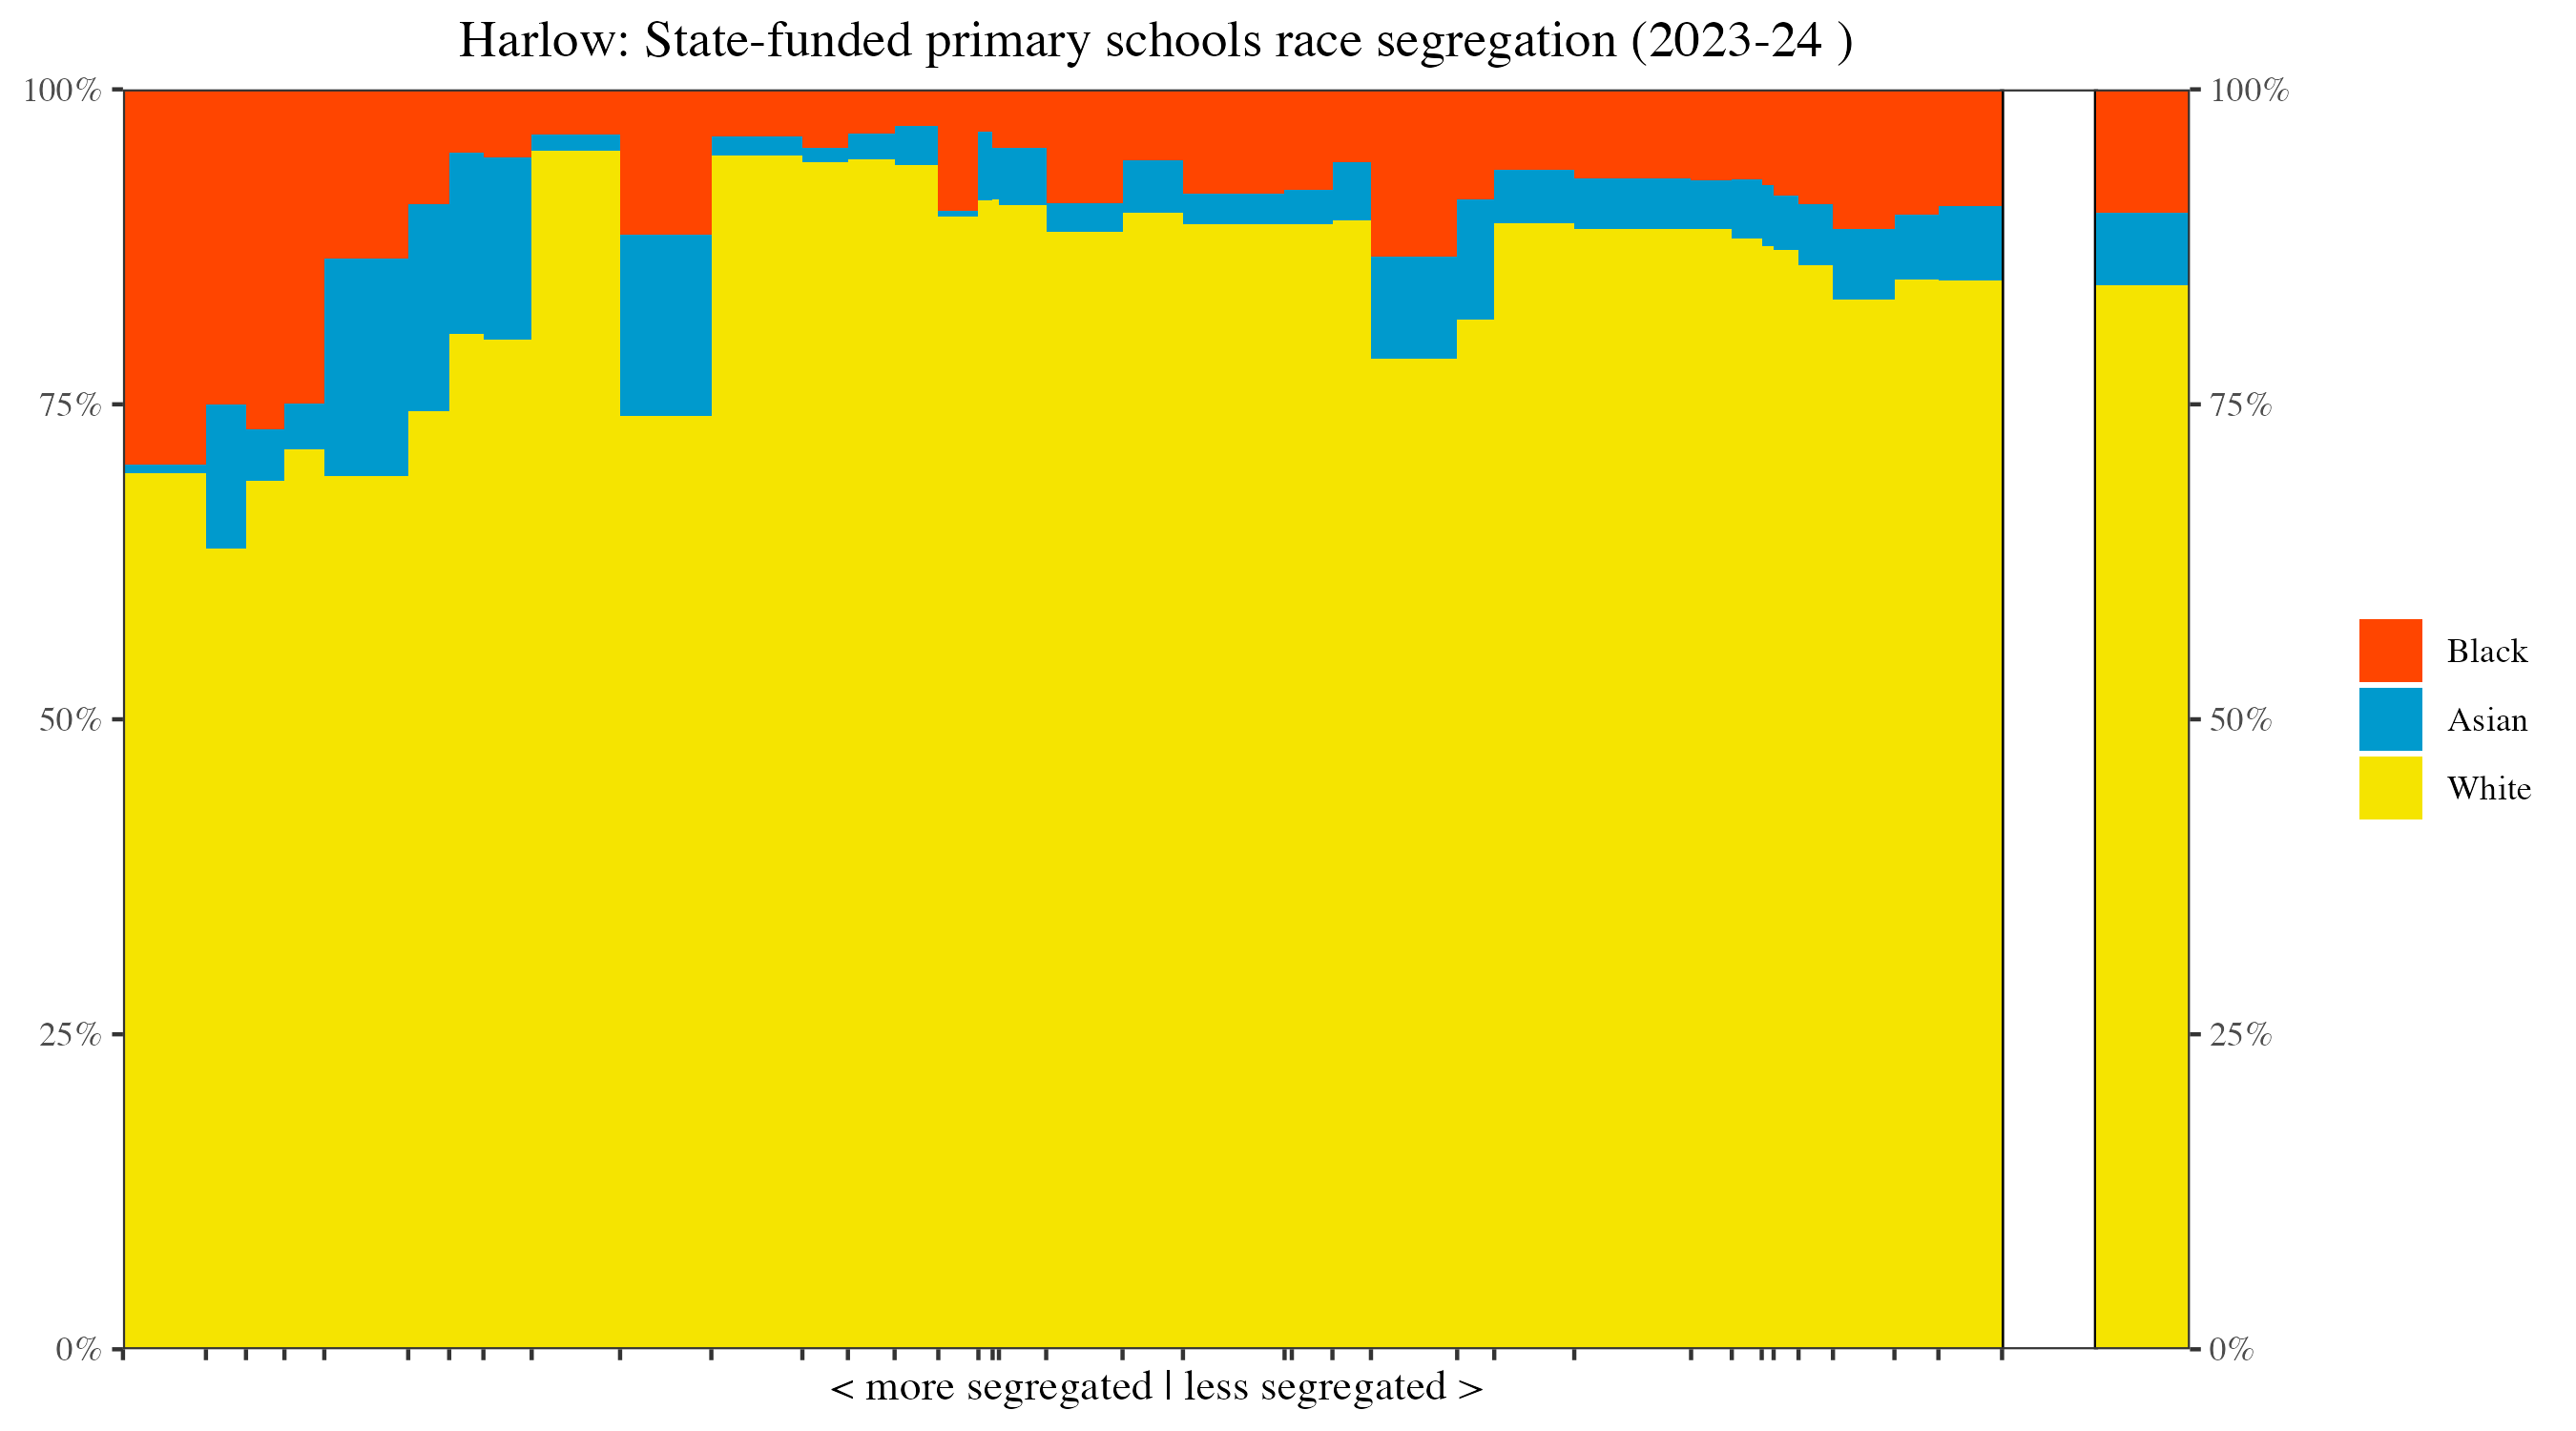 Harlow: State-funded primary schools race segregation (2023-24 )
100%
75%
50%
25%
0%
100%
75%
50%
25%
0%
Black
Asian
White
< more segregated | less segregated >